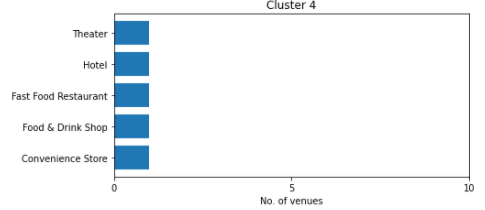 Cluster 4
Theater
Hotel
Fast Food Restaurant
Food & Drink Shop
Convenience Store
0 5 10
No. of venues